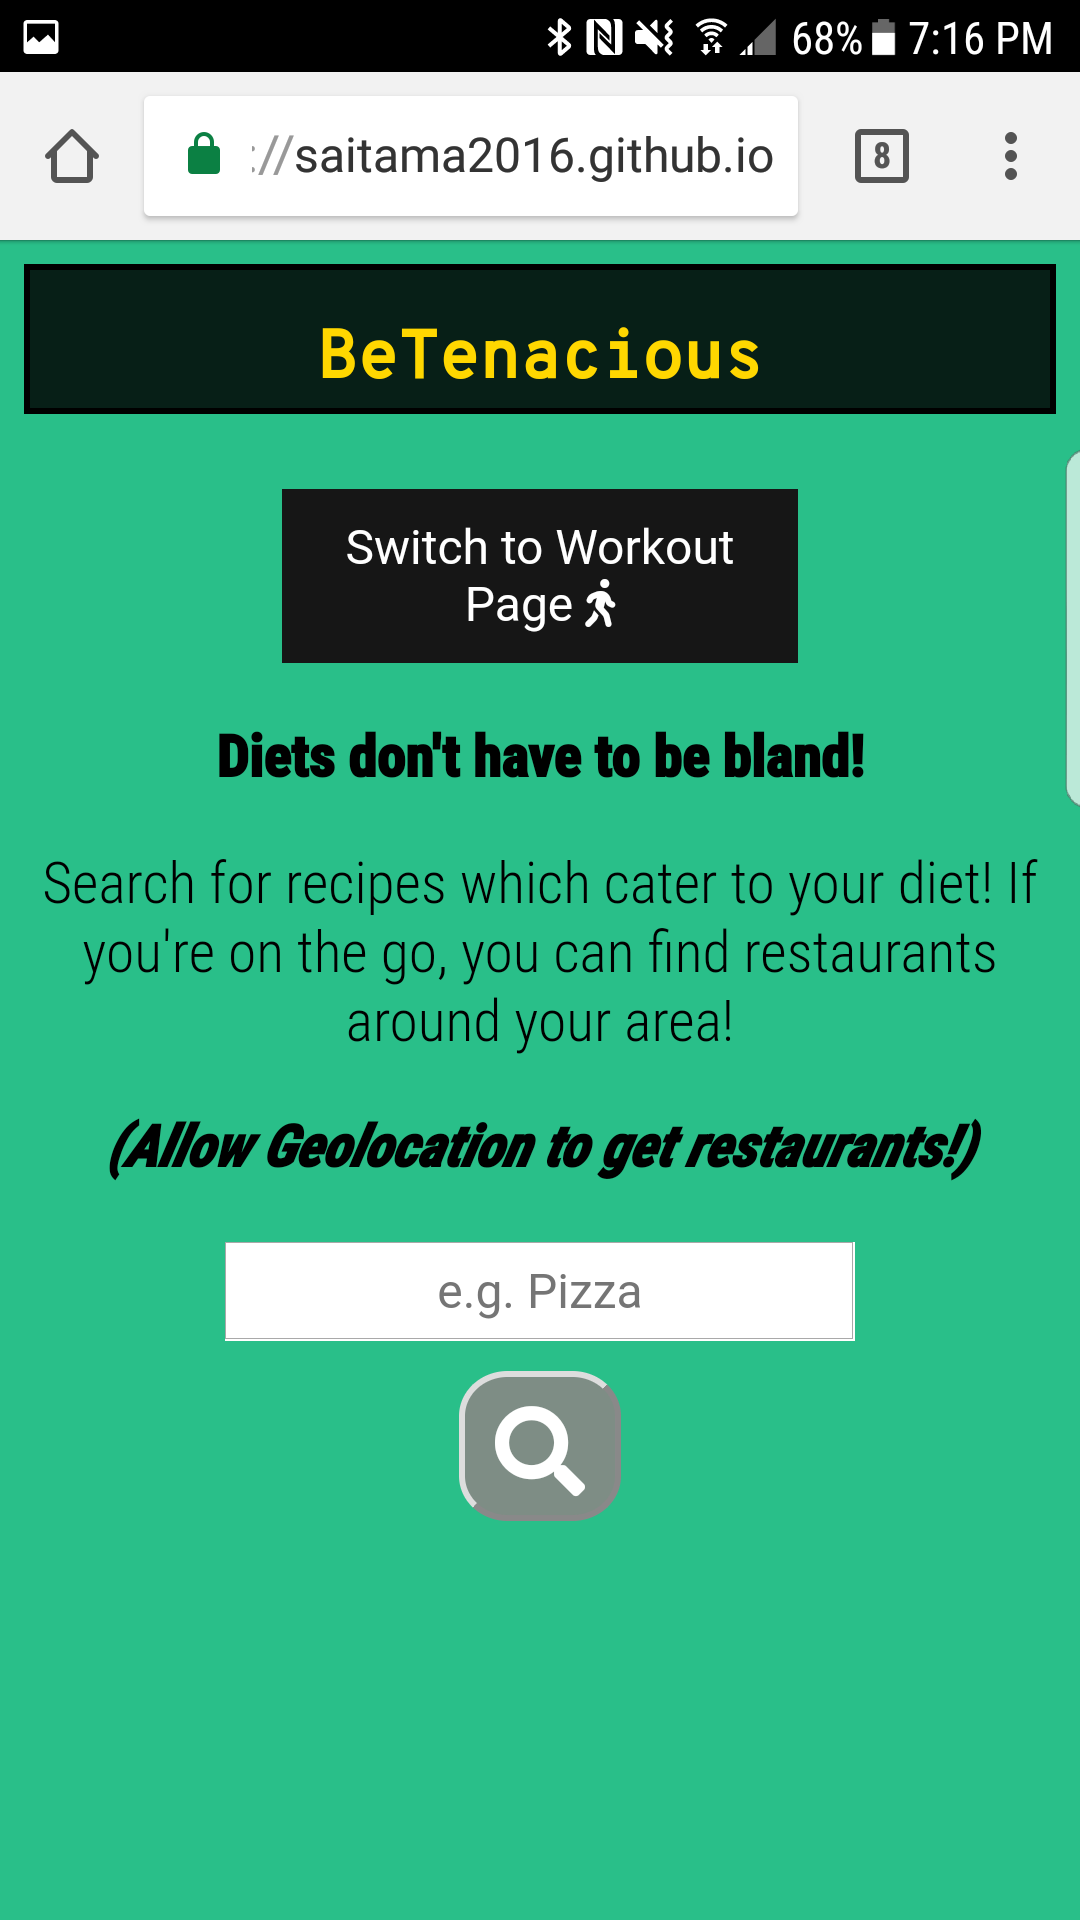 68% 7:16 PM
://saitama2016.github.io
8
BeTenacious
Switch to Workout
Page
Diets don't have to be bland!
Search for recipes which cater to your diet! If
you're on the go, you can find restaurants
around your area!
(Allow Geolocation to get restaurants!)
e.g. Pizza